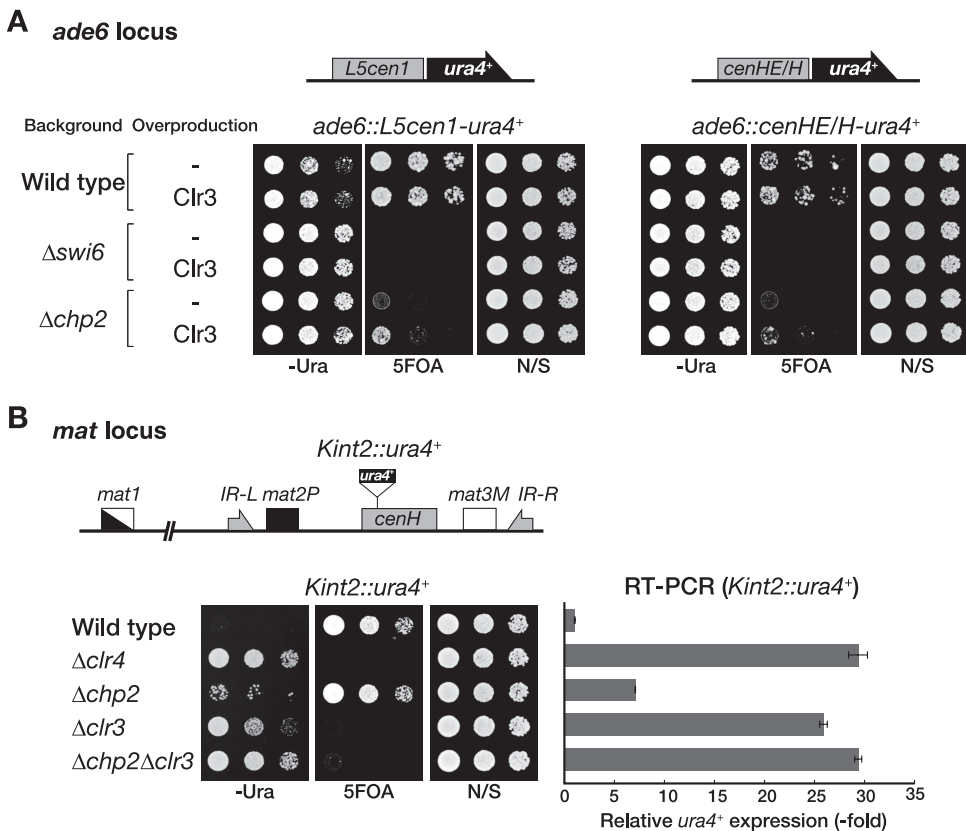 A
ade6 locus
L5cen1 ura4+
cenHE/H ura4+
Background Overproduction
ade6::L5cen1-ura4+
ade6::cenHE/H-ura4+
Wild type
-
Clr3
Δswi6
-
Clr3
Δchp2
-
Clr3
-Ura 5FOA N/S
-Ura 5FOA N/S
B
mat locus
Kint2::ura4+
ura4+
mat1 IR-L mat2P cenH mat3M IR-R
Kint2::ura4+
RT-PCR (Kint2::ura4+)
Wild type
Δclr4
Δchp2
Δclr3
Δchp2Δclr3
-Ura 5FOA N/S
0 5 10 15 20 25 30 35
Relative ura4+ expression (-fold)